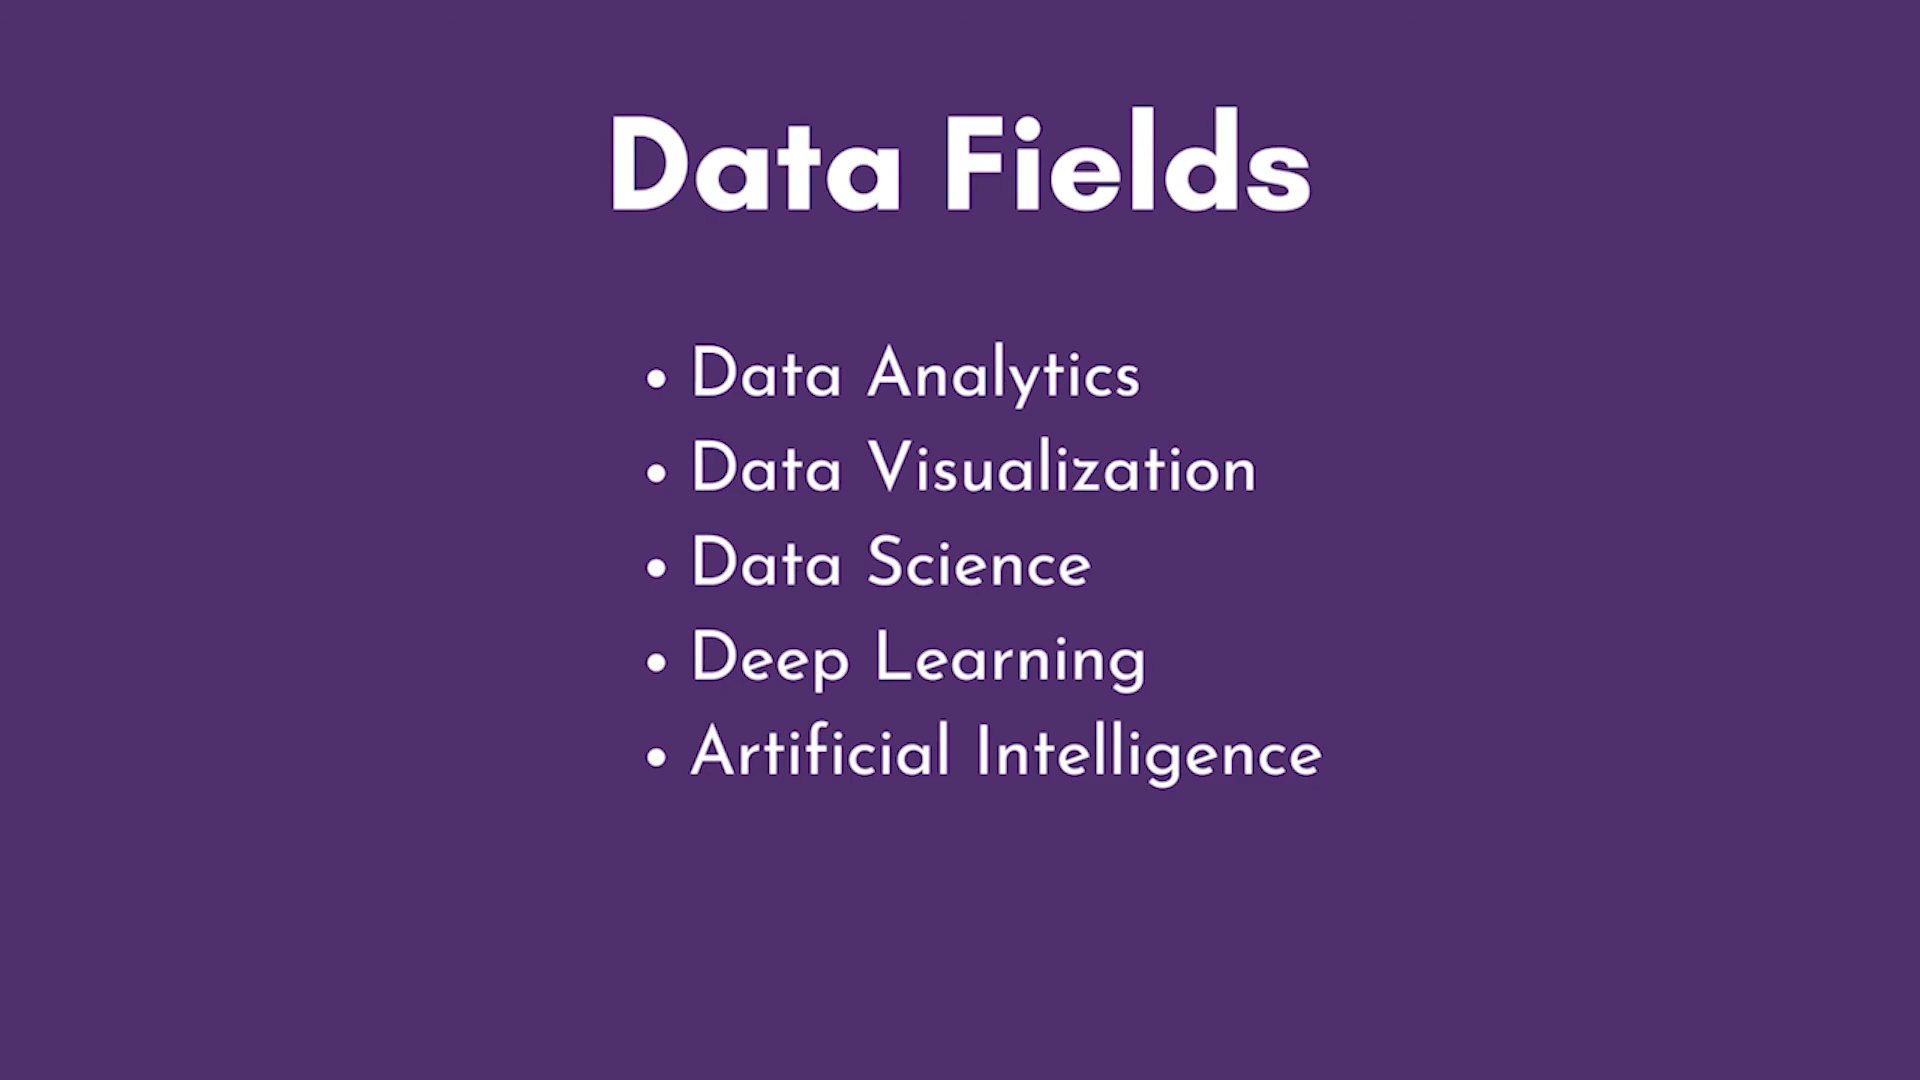 Data Fields
• Data Analytics
• Data Visualization
• Data Science
• Deep Learning
• Artificial Intelligence